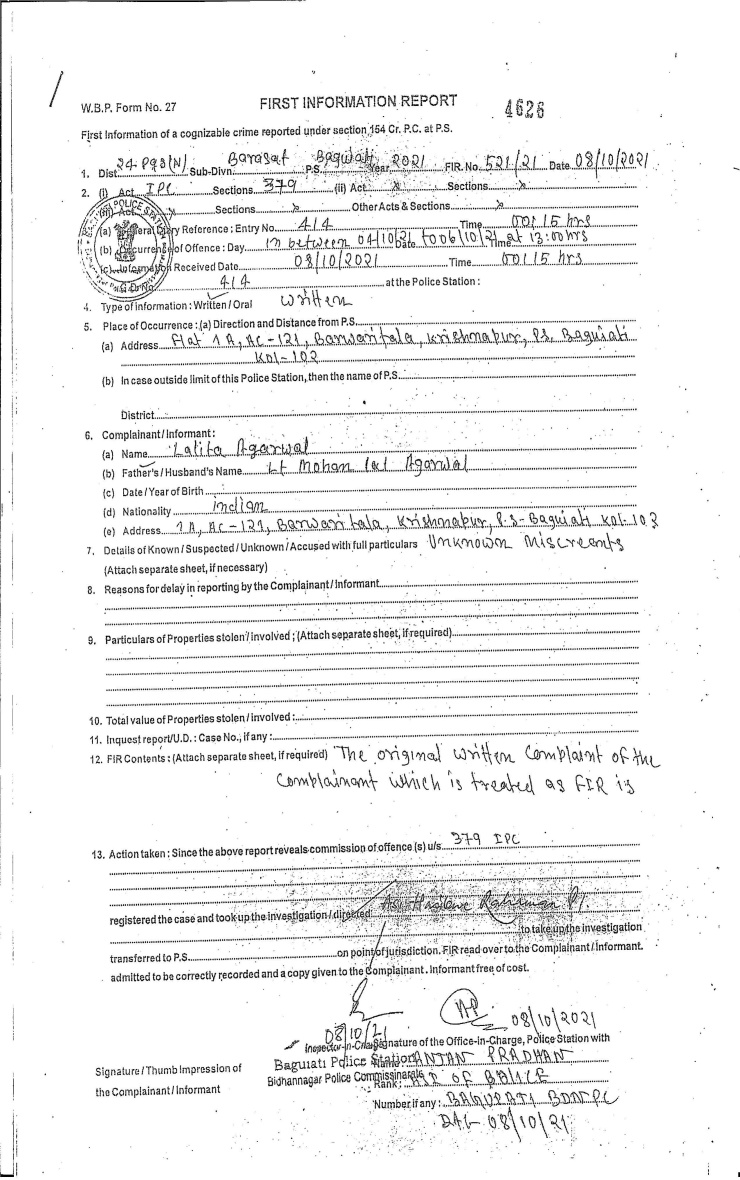 W.B.P. Form No. 27
FIRST INFORMATION REPORT
4626
First Information of a cognizable crime reported under section 154 Cr. P.C. at P.S.
1. Dist. 24-Pgs(N) Sub-Divn. Barasat P.S. Baguiati Year 2021 FIR. No. 521/21 Date 08/10/2021
2. (i) Act IPC Sections 379 (ii) Act x Sections x
(iii) Act x Sections x Other Acts & Sections x
3. (a) General Diary Reference : Entry No. 414 Time 00:15 hrs
(b) Occurrence of Offence : Day in between 04/10/21 Date to 06/10/21 Time at 13:00 hrs
(c) Information Received Date 08/10/2021 Time 00:15 hrs
G.D. No. 414 at the Police Station :
4. Type of information : Written / Oral written
5. Place of Occurrence : (a) Direction and Distance from P.S.
(a) Address Flat 1A, AC-121, Barwaritala, Krishnapur, P.S. Baguiati
Kol-102
(b) In case outside limit of this Police Station, then the name of P.S.
District
6. Complainant / Informant :
(a) Name Lalita Agarwal
(b) Father's / Husband's Name Lt Mohan lal Agarwal
(c) Date / Year of Birth
(d) Nationality indian
(e) Address 1A, AC-121, Barwaritala, Krishnapur, P.S-Baguiati Kol-102
7. Details of Known / Suspected / Unknown / Accused with full particulars Unknown Miscreants
(Attach separate sheet, if necessary)
8. Reasons for delay in reporting by the Complainant / Informant
9. Particulars of Properties stolen / involved ; (Attach separate sheet, if required)
10. Total value of Properties stolen / involved :
11. Inquest report/U.D. : Case No., if any :
12. FIR Contents : (Attach separate sheet, if required) The original written Complaint of the
Complainant which is treated as FIR is
13. Action taken : Since the above report reveals commission of offence (s) u/s 379 IPC
registered the case and took up the investigation / directed ASI Rahaman
to take up the investigation
transferred to P.S. on point of jurisdiction. FIR read over to the Complainant / Informant.
admitted to be correctly recorded and a copy given to the Complainant . Informant free of cost.
08/10/2021
08/10/21
Inspector-in-Charge Signature of the Office-in-Charge, Police Station with
Baguiati Police Station Name: ANJAN PRADHAN
Signature / Thumb Impression of
Bidhannagar Police Commissinarate Rank : SI OF POLICE
the Complainant / Informant
Number if any : BAGUIATI BDNPC
Dat- 08/10/21